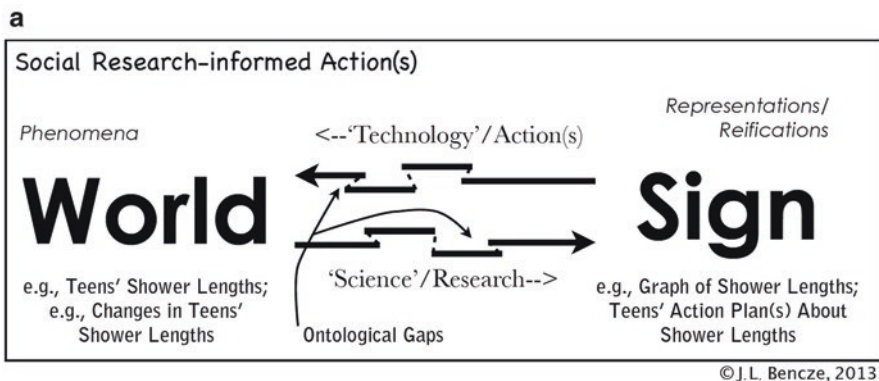 a
Social Research-informed Action(s)
Phenomena
World
e.g., Teens' Shower Lengths;
e.g., Changes in Teens'
Shower Lengths
<--‘Technology’/Action(s)
‘Science’/Research-->
Ontological Gaps
Representations/
Reifications
Sign
e.g., Graph of Shower Lengths;
Teens' Action Plan(s) About
Shower Lengths
©J.L. Bencze, 2013